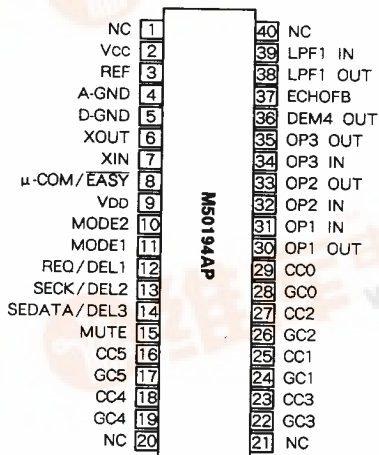 NC 1
Vcc 2
REF 3
A-GND 4
D-GND 5
XOUT 6
XIN 7
μ-COM/EASY 8
VDD 9
MODE2 10
MODE1 11
REQ/DEL1 12
SECK/DEL2 13
SEDATA/DEL3 14
MUTE 15
CC5 16
GC5 17
CC4 18
GC4 19
NC 20
M50194AP
40 NC
39 LPF1 IN
38 LPF1 OUT
37 ECHOFB
36 DEM4 OUT
35 OP3 OUT
34 OP3 IN
33 OP2 OUT
32 OP2 IN
31 OP1 IN
30 OP1 OUT
29 CC0
28 GC0
27 CC2
26 GC2
25 CC1
24 GC1
23 CC3
22 GC3
21 NC